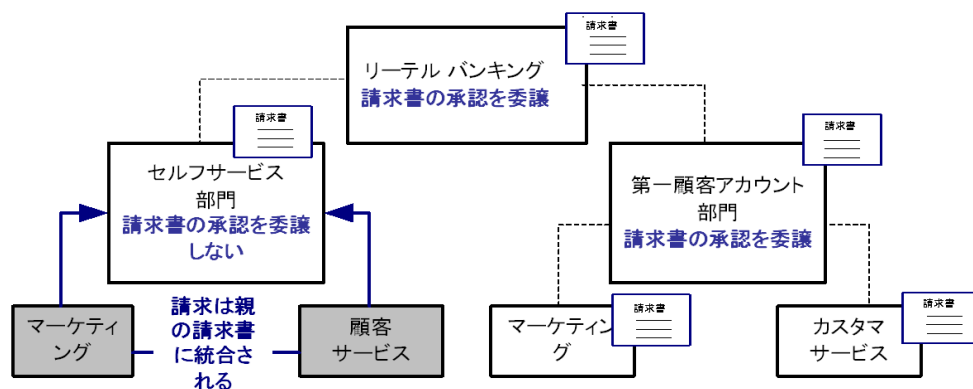 請求書
リーテル バンキング
請求書の承認を委譲
請求書
セルフサービス
部門
請求書の承認を委譲
しない
請求書
第一顧客アカウント
部門
請求書の承認を委譲
請求は親
の請求書
に統合さ
れる
マーケティ
ング
顧客
サービス
請求書
マーケティン
グ
請求書
カスタマ
サービス